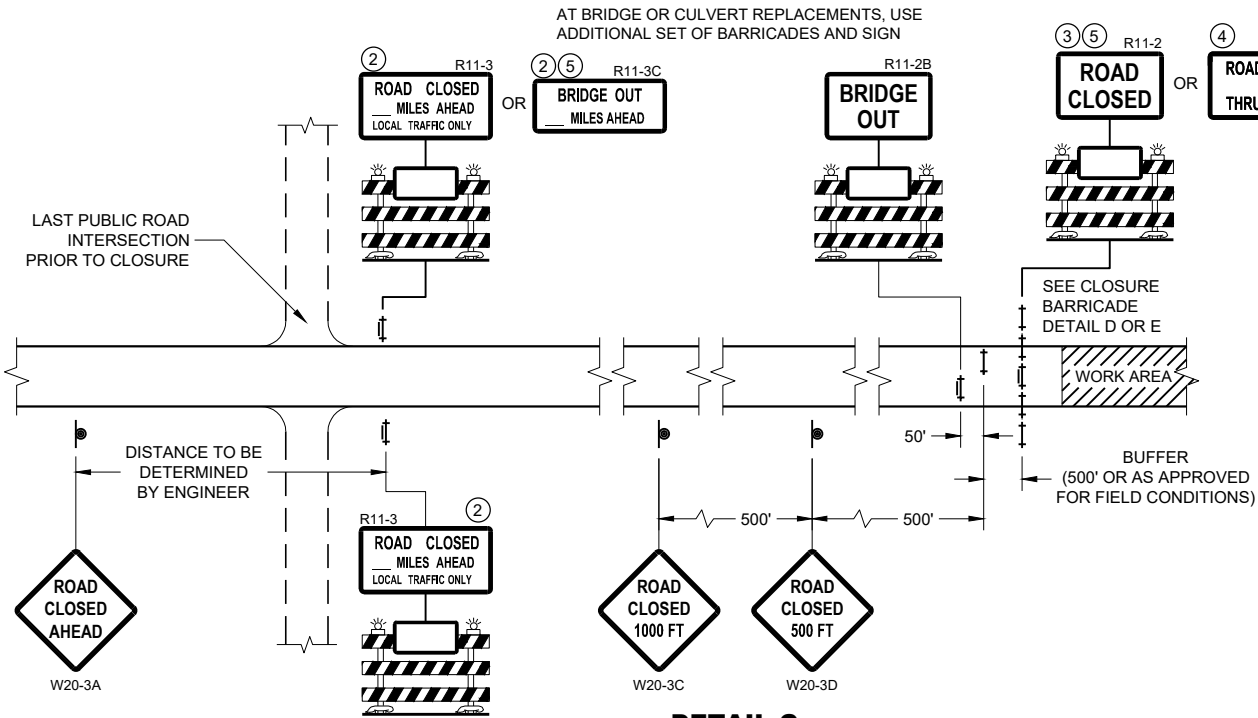 AT BRIDGE OR CULVERT REPLACEMENTS, USE
ADDITIONAL SET OF BARRICADES AND SIGN
2
R11-3
ROAD CLOSED
___ MILES AHEAD
LOCAL TRAFFIC ONLY
OR
2 5
R11-3C
BRIDGE OUT
___ MILES AHEAD
R11-2B
BRIDGE
OUT
3 5
R11-2
ROAD
CLOSED
OR
4
ROAD
THRU
LAST PUBLIC ROAD
INTERSECTION
PRIOR TO CLOSURE
SEE CLOSURE
BARRICADE
DETAIL D OR E
WORK AREA
DISTANCE TO BE
DETERMINED
BY ENGINEER
50'
BUFFER
(500' OR AS APPROVED
FOR FIELD CONDITIONS)
500'
500'
R11-3
2
ROAD CLOSED
___ MILES AHEAD
LOCAL TRAFFIC ONLY
ROAD
CLOSED
AHEAD
W20-3A
ROAD
CLOSED
1000 FT
W20-3C
ROAD
CLOSED
500 FT
W20-3D